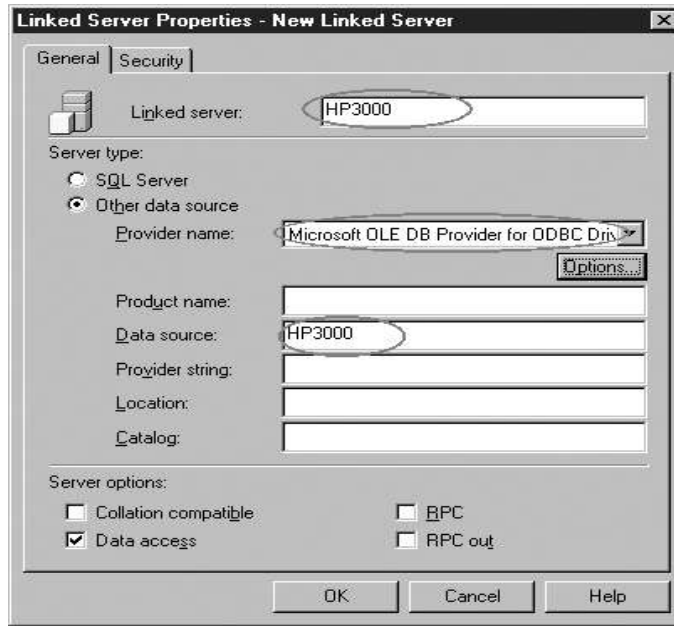 Linked Server Properties - New Linked Server
General Security
Linked server: HP3000
Server type:
SQL Server
Other data source
Provider name: Microsoft OLE DB Provider for ODBC Driv
Options...
Product name:
Data source: HP3000
Provider string:
Location:
Catalog:
Server options:
Collation compatible RPC
Data access RPC out
OK Cancel Help